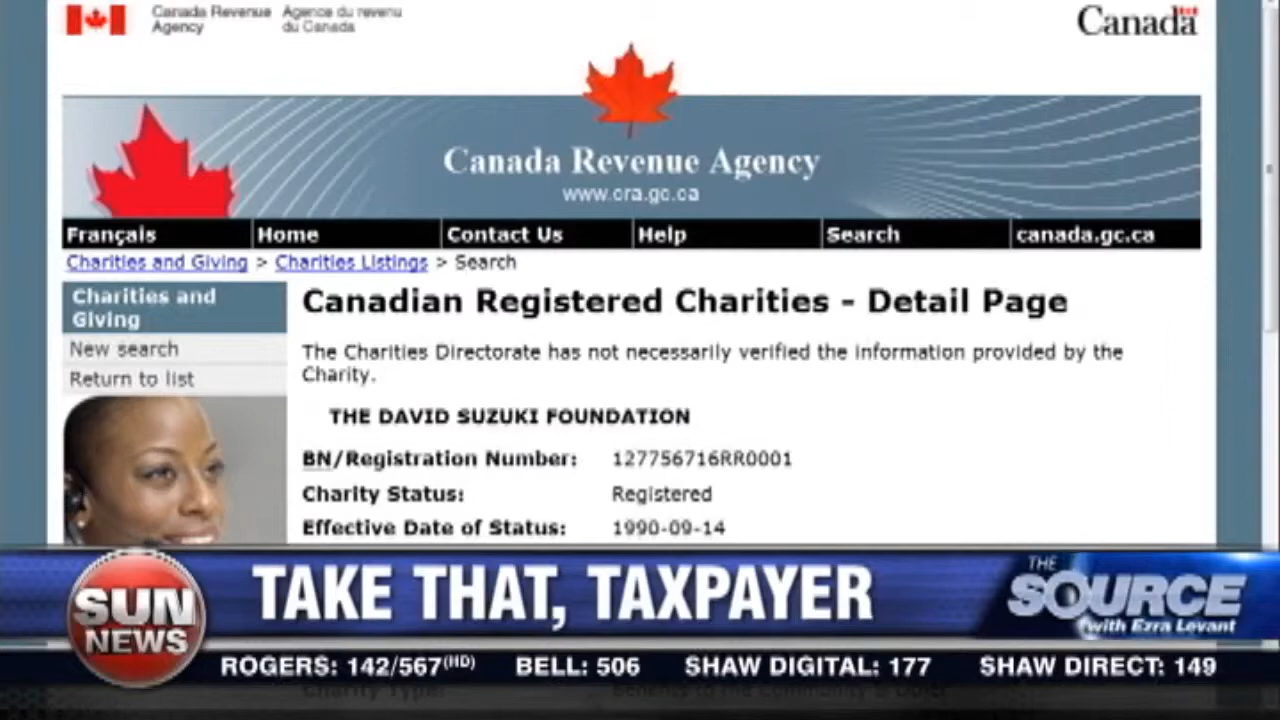 Canada Revenue Agence du revenu
Agency du Canada
Canada
Canada Revenue Agency
www.cra.gc.ca
Français Home Contact Us Help Search canada.gc.ca
Charities and Giving > Charities Listings > Search
Charities and
Giving
New search
Return to list
Canadian Registered Charities - Detail Page
The Charities Directorate has not necessarily verified the information provided by the
Charity.
THE DAVID SUZUKI FOUNDATION
BN/Registration Number: 127756716RR0001
Charity Status: Registered
Effective Date of Status: 1990-09-14
SUN
NEWS
TAKE THAT, TAXPAYER
THE
SOURCE
with Ezra Levant
ROGERS: 142/567(HD) BELL: 506 SHAW DIGITAL: 177 SHAW DIRECT: 149
Charity Type: